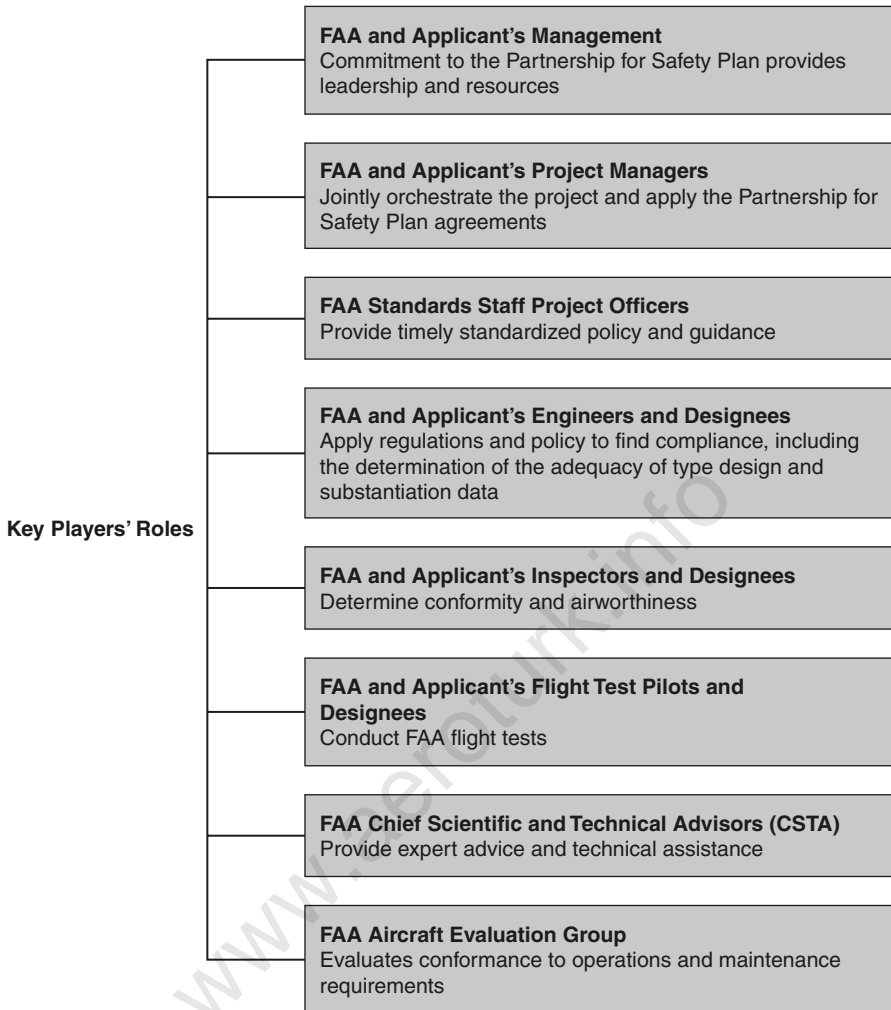 FAA and Applicant's Management
Commitment to the Partnership for Safety Plan provides
leadership and resources
FAA and Applicant's Project Managers
Jointly orchestrate the project and apply the Partnership for
Safety Plan agreements
FAA Standards Staff Project Officers
Provide timely standardized policy and guidance
FAA and Applicant's Engineers and Designees
Apply regulations and policy to find compliance, including
the determination of the adequacy of type design and
substantiation data
Key Players' Roles
FAA and Applicant's Inspectors and Designees
Determine conformity and airworthiness
FAA and Applicant's Flight Test Pilots and
Designees
Conduct FAA flight tests
FAA Chief Scientific and Technical Advisors (CSTA)
Provide expert advice and technical assistance
FAA Aircraft Evaluation Group
Evaluates conformance to operations and maintenance
requirements
www.aeroturk.info